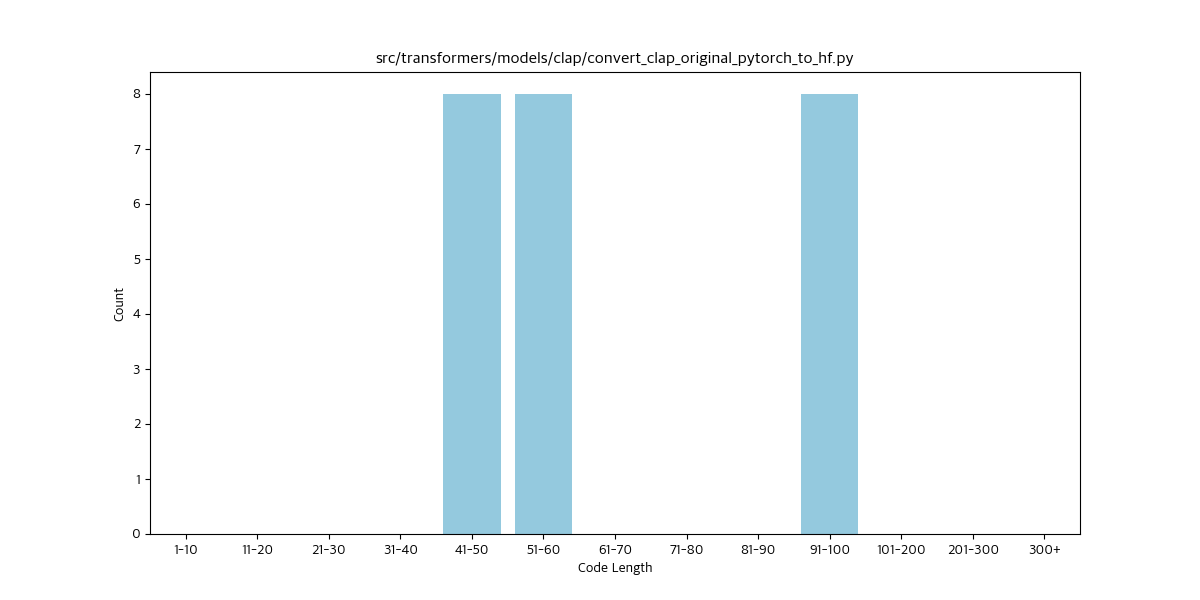 src/transformers/models/clap/convert_clap_original_pytorch_to_hf.py
8
7
6
5
4
3
2
1
0
Count
1-10 11-20 21-30 31-40 41-50 51-60 61-70 71-80 81-90 91-100 101-200 201-300 300+
Code Length